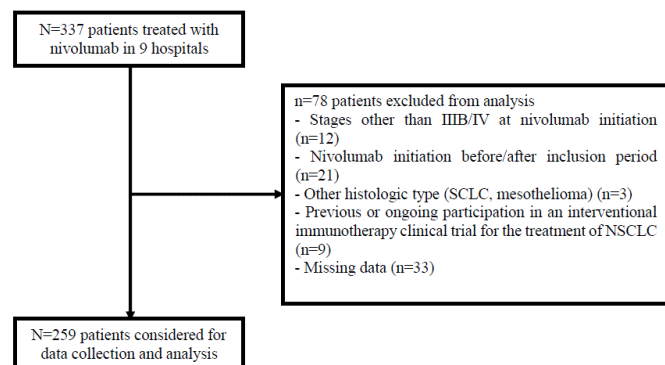 N=337 patients treated with
nivolumab in 9 hospitals
n=78 patients excluded from analysis
- Stages other than IIIB/IV at nivolumab initiation
(n=12)
- Nivolumab initiation before/after inclusion period
(n=21)
- Other histologic type (SCLC, mesothelioma) (n=3)
- Previous or ongoing participation in an interventional
immunotherapy clinical trial for the treatment of NSCLC
(n=9)
- Missing data (n=33)
N=259 patients considered for
data collection and analysis